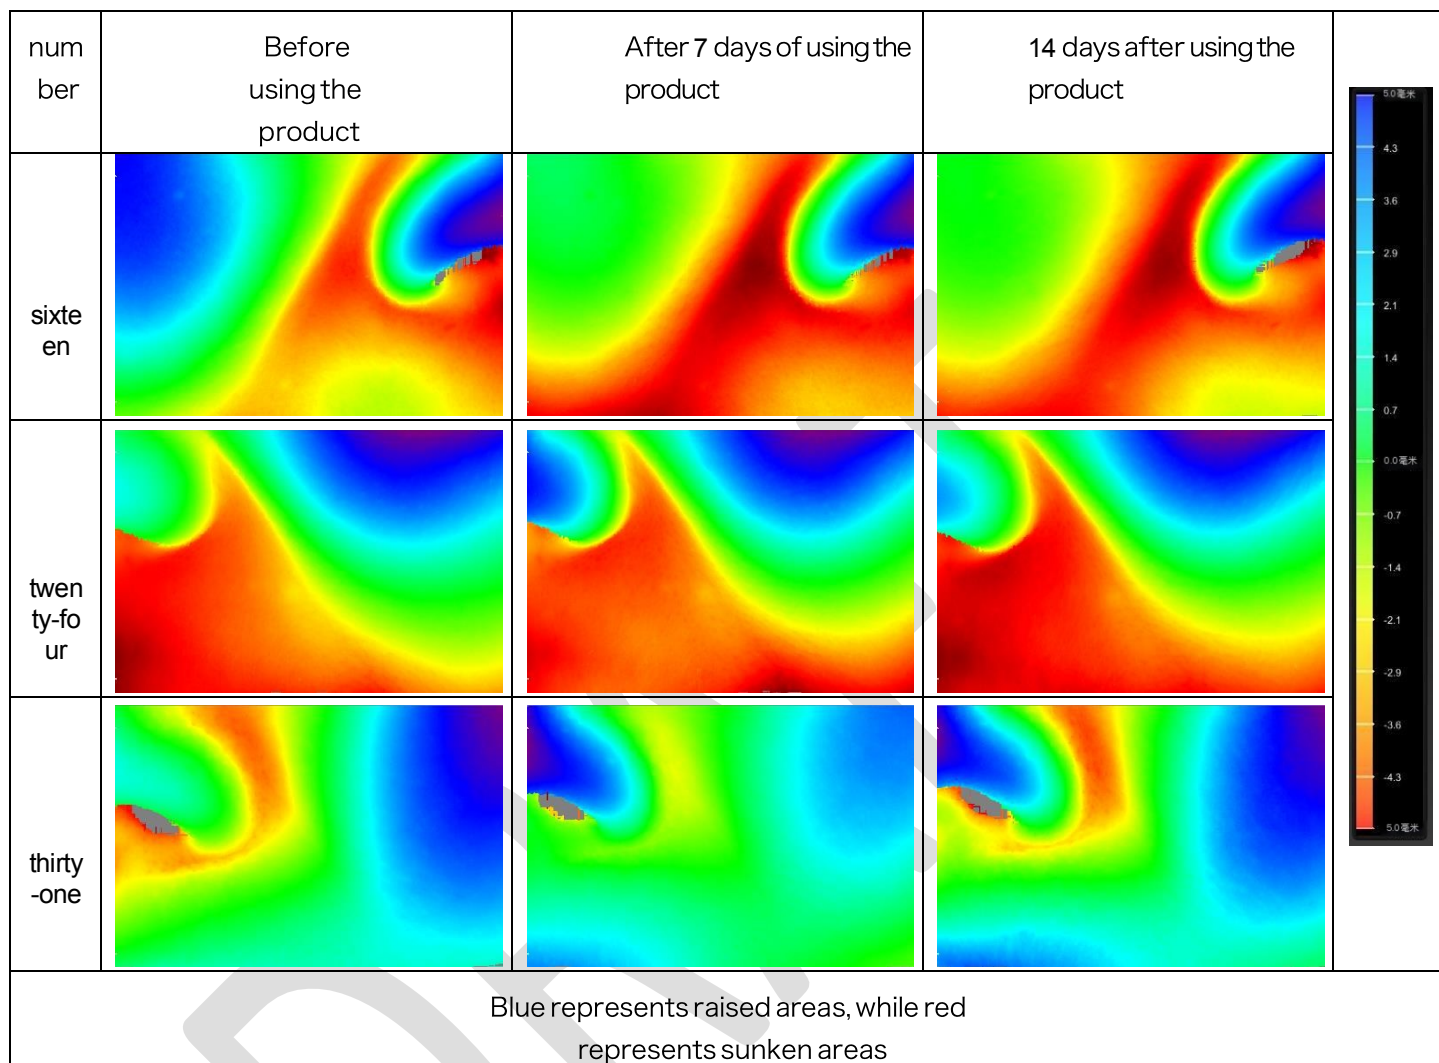 num
ber
Before
using the
product
After 7 days of using the
product
14 days after using the
product
sixte
en
twen
ty-fo
ur
thirty
-one
5.0毫米
4.3
3.6
2.9
2.1
1.4
0.7
0.0毫米
-0.7
-1.4
-2.1
-2.9
-3.6
-4.3
5.0毫米
Blue represents raised areas, while red
represents sunken areas